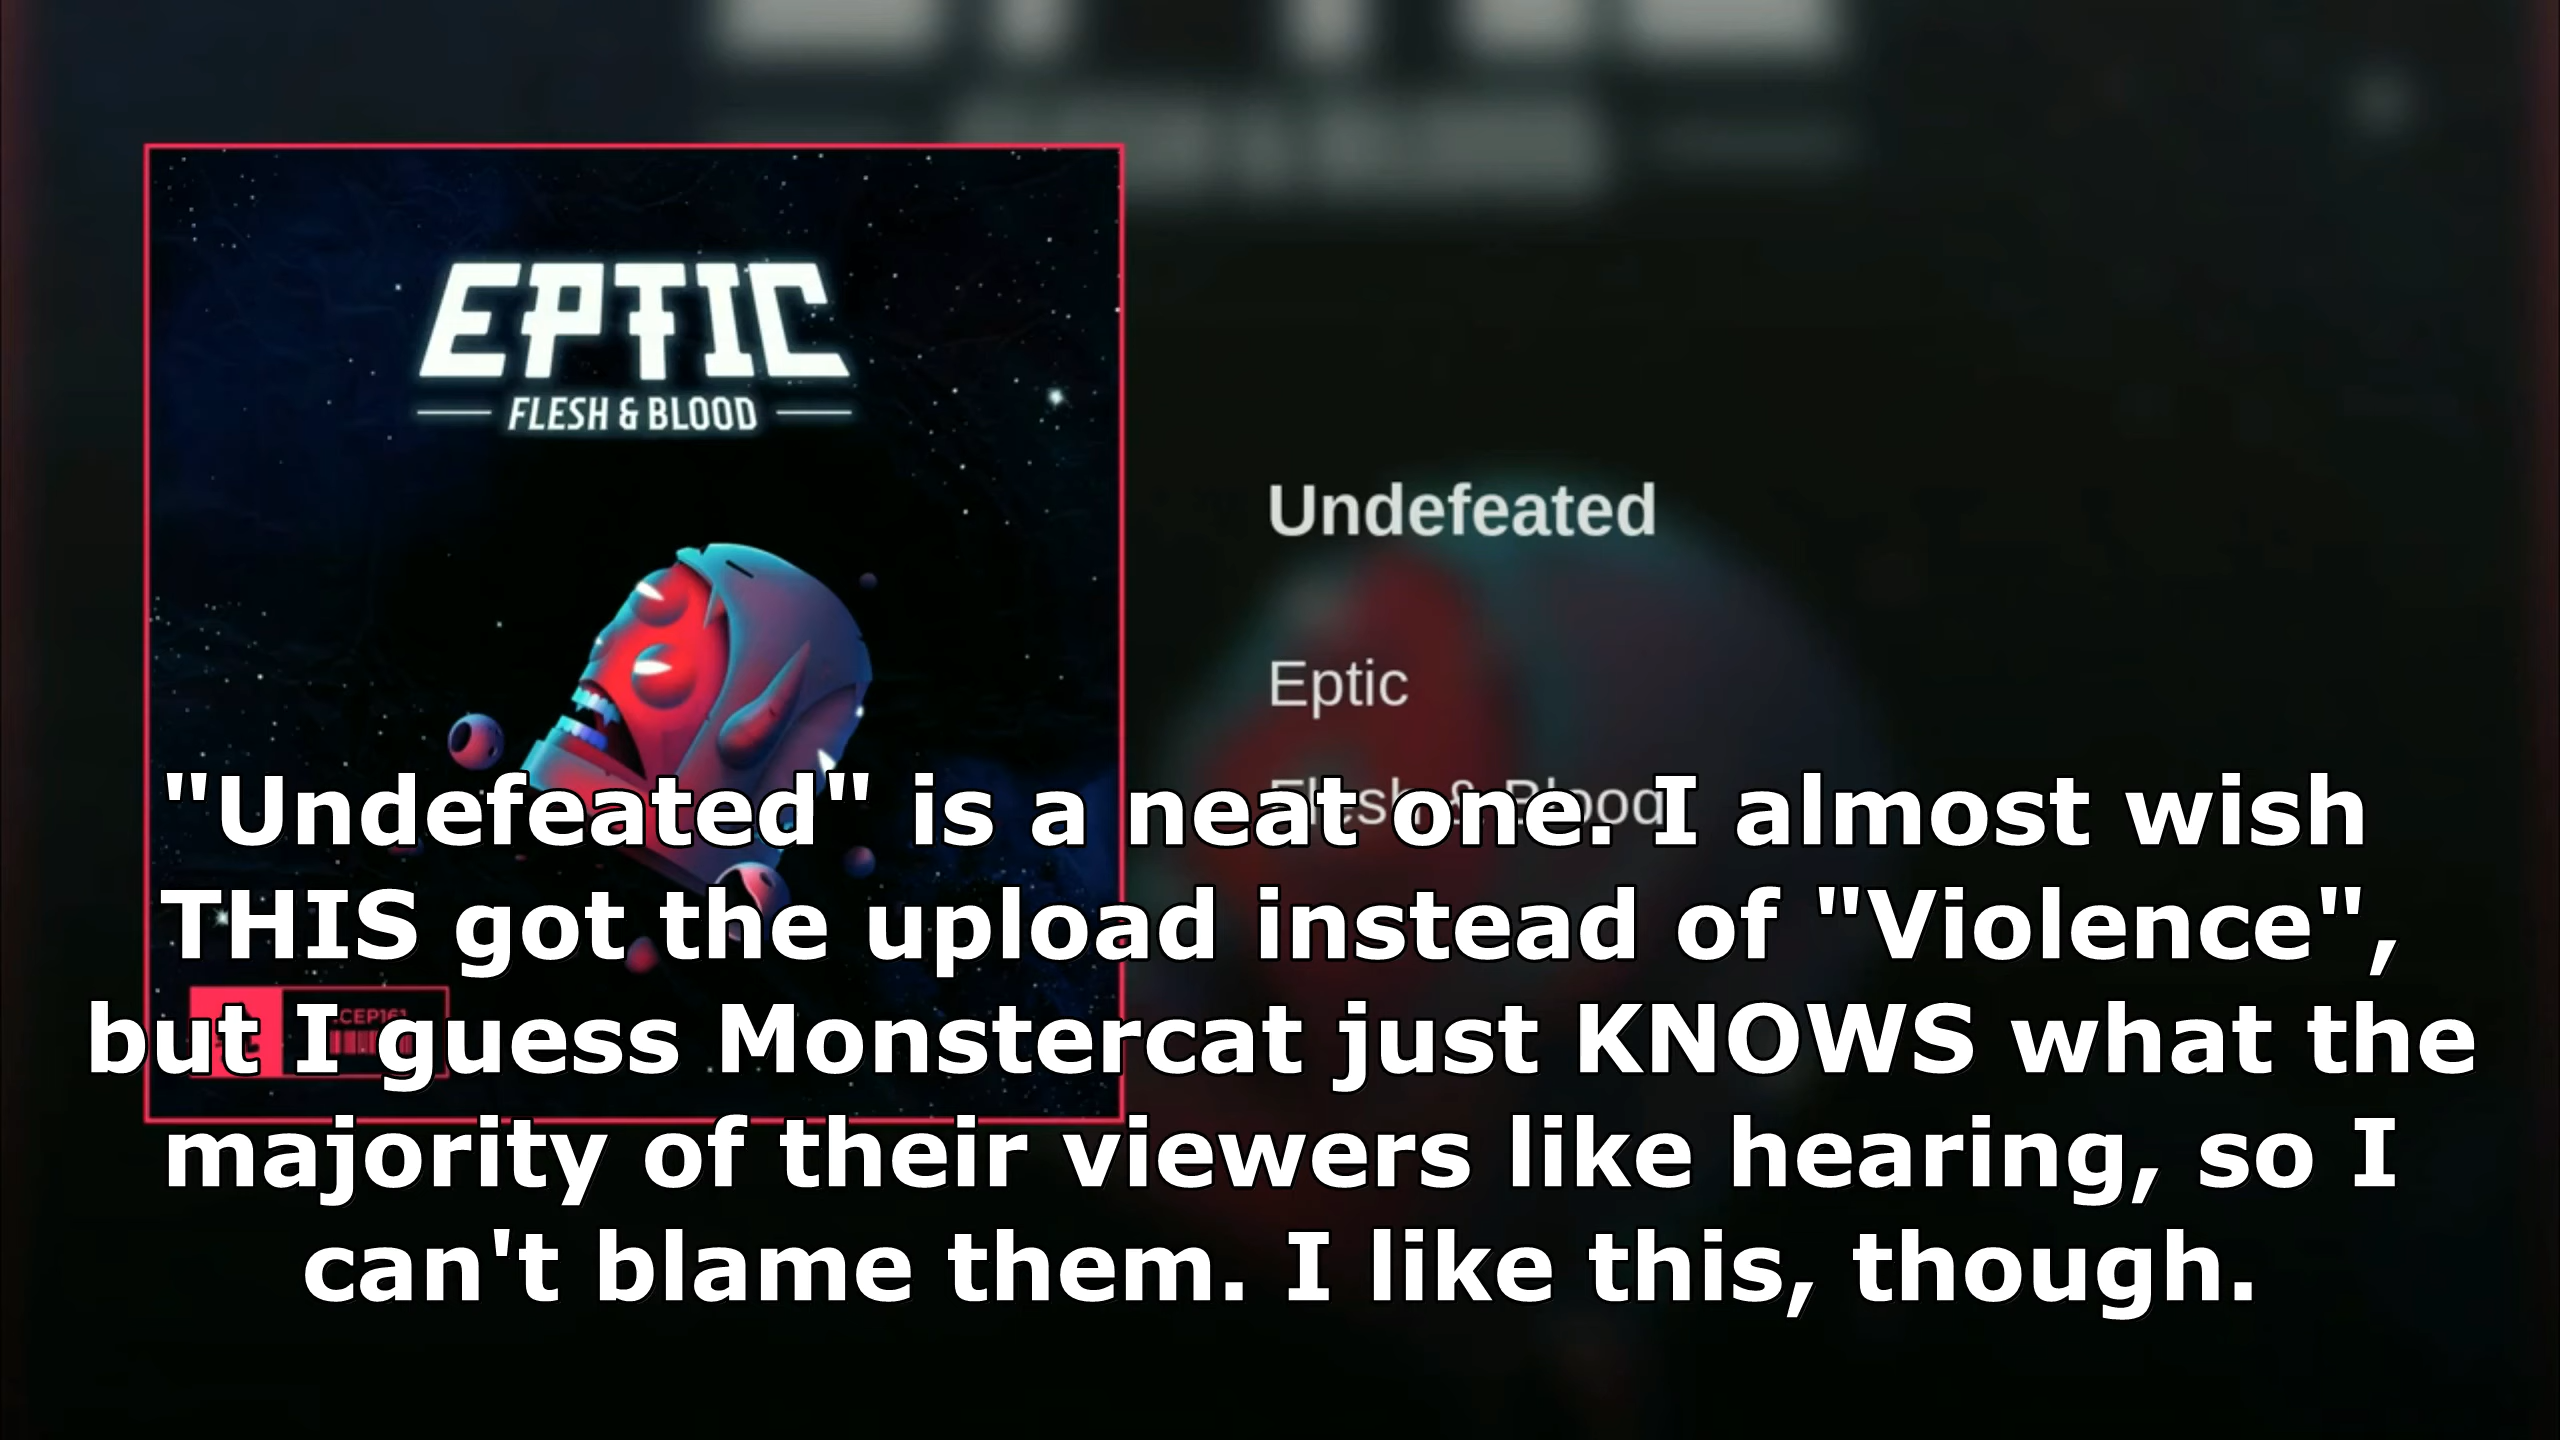 EPTIC
FLESH & BLOOD
Undefeated
Eptic
Flesh & Blood
"Undefeated" is a neat one. I almost wish
THIS got the upload instead of "Violence",
but I guess Monstercat just KNOWS what the
majority of their viewers like hearing, so I
can't blame them. I like this, though.